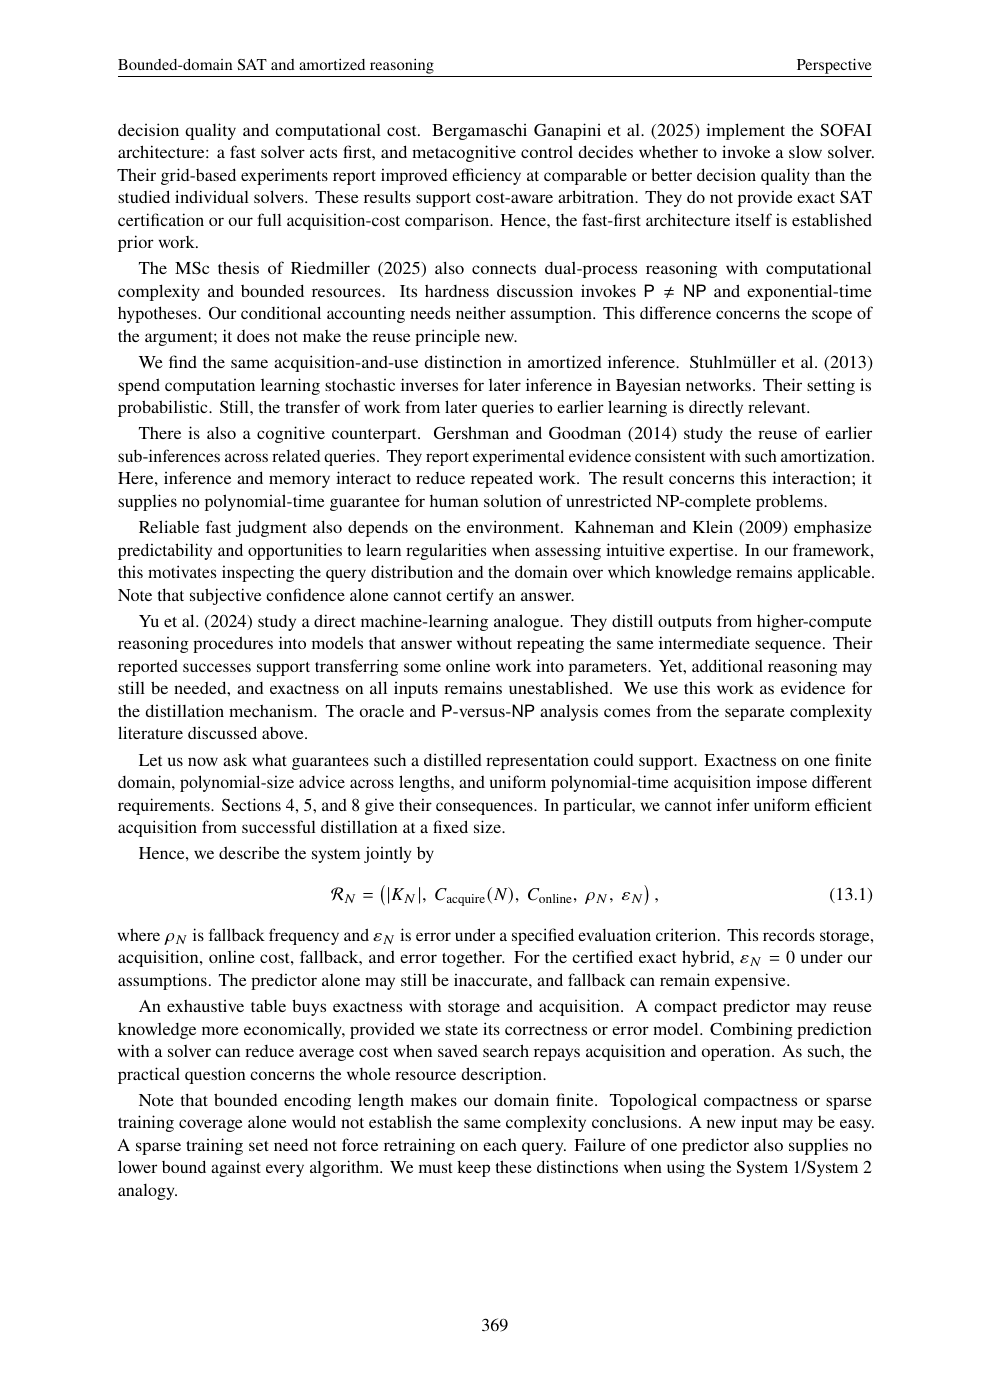 Bounded-domain SAT and amortized reasoning Perspective
decision quality and computational cost. Bergamaschi Ganapini et al. (2025) implement the SOFAI
architecture: a fast solver acts first, and metacognitive control decides whether to invoke a slow solver.
Their grid-based experiments report improved efficiency at comparable or better decision quality than the
studied individual solvers. These results support cost-aware arbitration. They do not provide exact SAT
certification or our full acquisition-cost comparison. Hence, the fast-first architecture itself is established
prior work.
The MSc thesis of Riedmiller (2025) also connects dual-process reasoning with computational
complexity and bounded resources. Its hardness discussion invokes P ≠ NP and exponential-time
hypotheses. Our conditional accounting needs neither assumption. This difference concerns the scope of
the argument; it does not make the reuse principle new.
We find the same acquisition-and-use distinction in amortized inference. Stuhlmüller et al. (2013)
spend computation learning stochastic inverses for later inference in Bayesian networks. Their setting is
probabilistic. Still, the transfer of work from later queries to earlier learning is directly relevant.
There is also a cognitive counterpart. Gershman and Goodman (2014) study the reuse of earlier
sub-inferences across related queries. They report experimental evidence consistent with such amortization.
Here, inference and memory interact to reduce repeated work. The result concerns this interaction; it
supplies no polynomial-time guarantee for human solution of unrestricted NP-complete problems.
Reliable fast judgment also depends on the environment. Kahneman and Klein (2009) emphasize
predictability and opportunities to learn regularities when assessing intuitive expertise. In our framework,
this motivates inspecting the query distribution and the domain over which knowledge remains applicable.
Note that subjective confidence alone cannot certify an answer.
Yu et al. (2024) study a direct machine-learning analogue. They distill outputs from higher-compute
reasoning procedures into models that answer without repeating the same intermediate sequence. Their
reported successes support transferring some online work into parameters. Yet, additional reasoning may
still be needed, and exactness on all inputs remains unestablished. We use this work as evidence for
the distillation mechanism. The oracle and P-versus-NP analysis comes from the separate complexity
literature discussed above.
Let us now ask what guarantees such a distilled representation could support. Exactness on one finite
domain, polynomial-size advice across lengths, and uniform polynomial-time acquisition impose different
requirements. Sections 4, 5, and 8 give their consequences. In particular, we cannot infer uniform efficient
acquisition from successful distillation at a fixed size.
Hence, we describe the system jointly by
ℛ_N = (|K_N|, C_acquire(N), C_online, ρ_N, ε_N), (13.1)
where ρ_N is fallback frequency and ε_N is error under a specified evaluation criterion. This records storage,
acquisition, online cost, fallback, and error together. For the certified exact hybrid, ε_N = 0 under our
assumptions. The predictor alone may still be inaccurate, and fallback can remain expensive.
An exhaustive table buys exactness with storage and acquisition. A compact predictor may reuse
knowledge more economically, provided we state its correctness or error model. Combining prediction
with a solver can reduce average cost when saved search repays acquisition and operation. As such, the
practical question concerns the whole resource description.
Note that bounded encoding length makes our domain finite. Topological compactness or sparse
training coverage alone would not establish the same complexity conclusions. A new input may be easy.
A sparse training set need not force retraining on each query. Failure of one predictor also supplies no
lower bound against every algorithm. We must keep these distinctions when using the System 1/System 2
analogy.
369